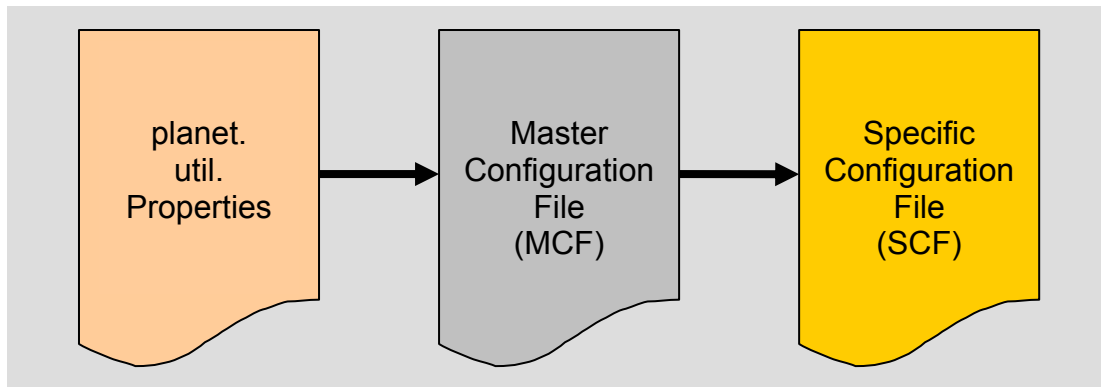 planet.
util.
Properties
Master
Configuration
File
(MCF)
Specific
Configuration
File
(SCF)